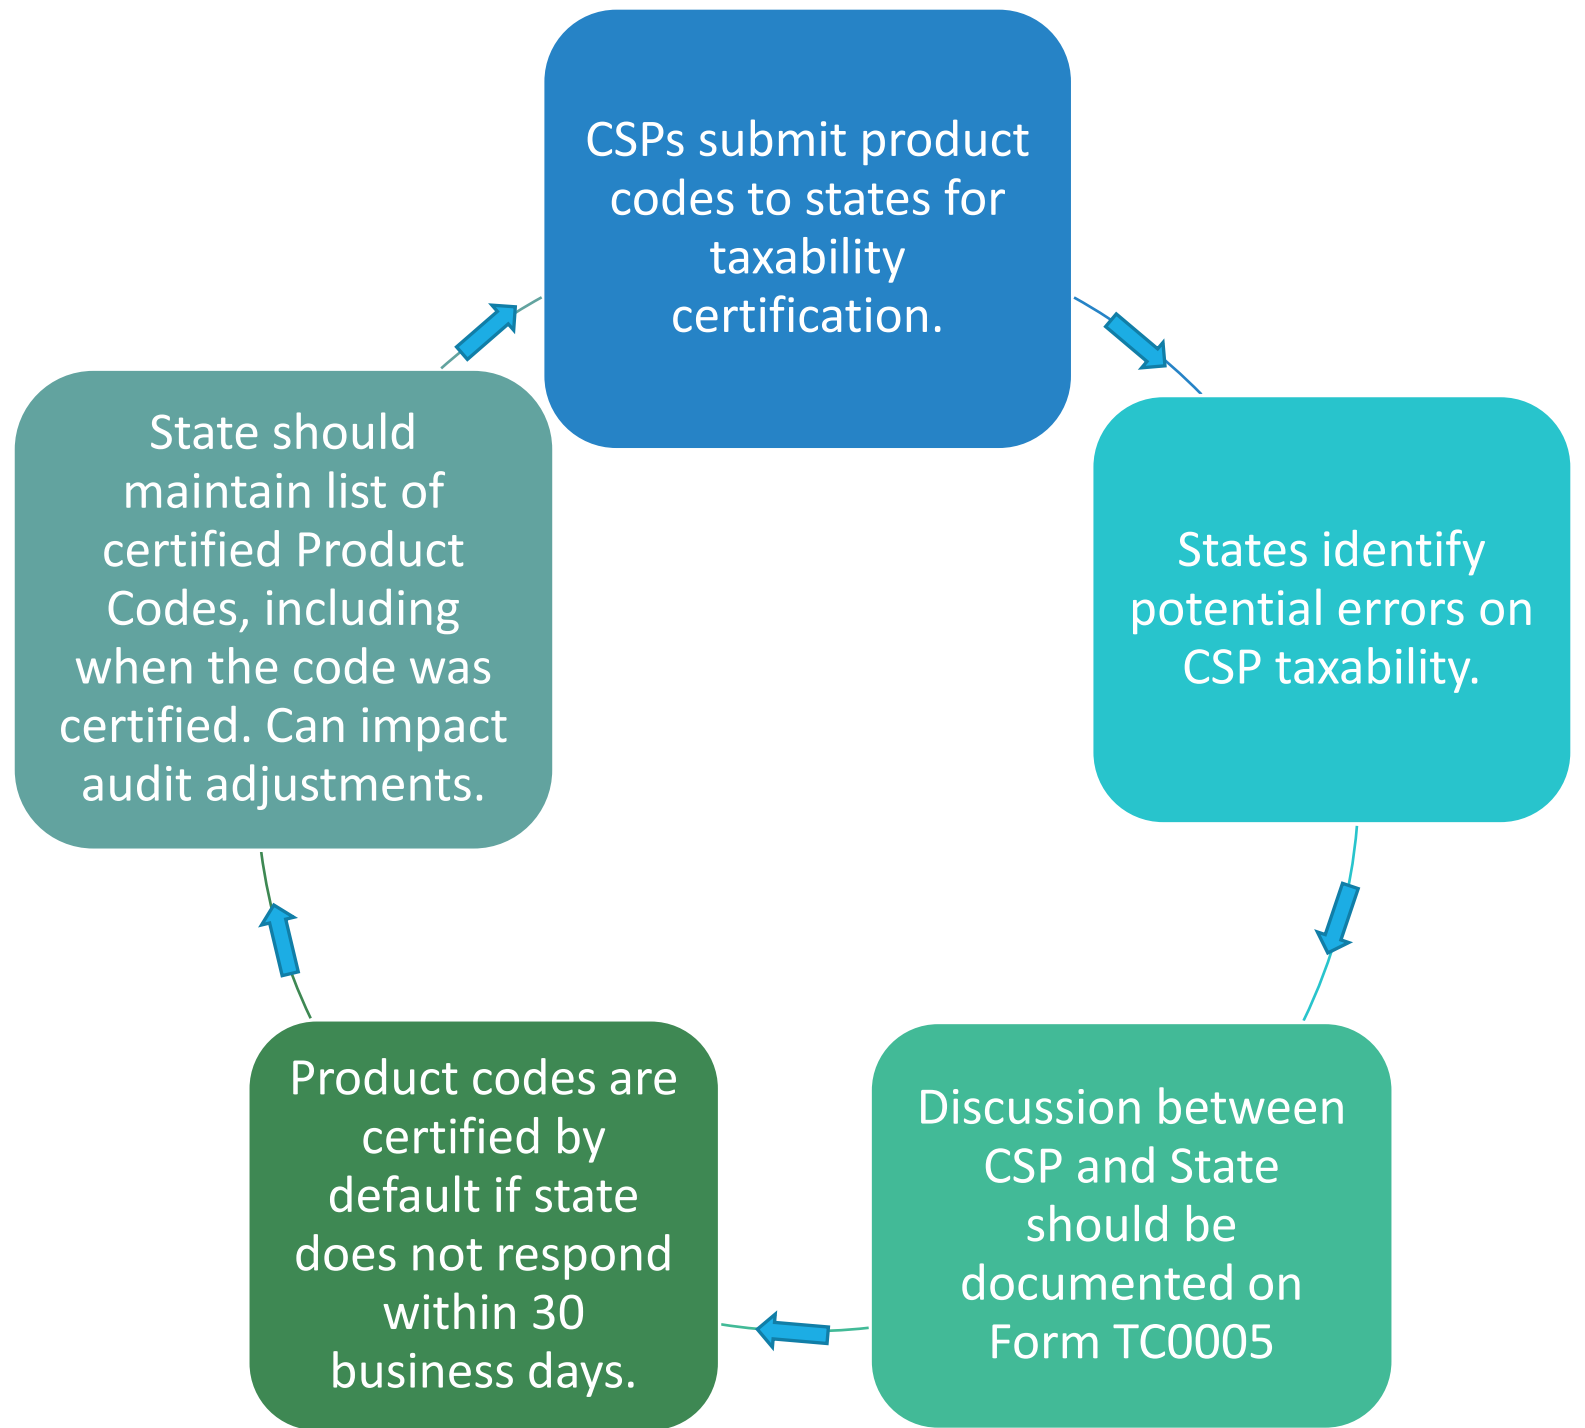 CSPs submit product
codes to states for
taxability
certification.
States identify
potential errors on
CSP taxability.
Discussion between
CSP and State
should be
documented on
Form TC0005
Product codes are
certified by
default if state
does not respond
within 30
business days.
State should
maintain list of
certified Product
Codes, including
when the code was
certified. Can impact
audit adjustments.